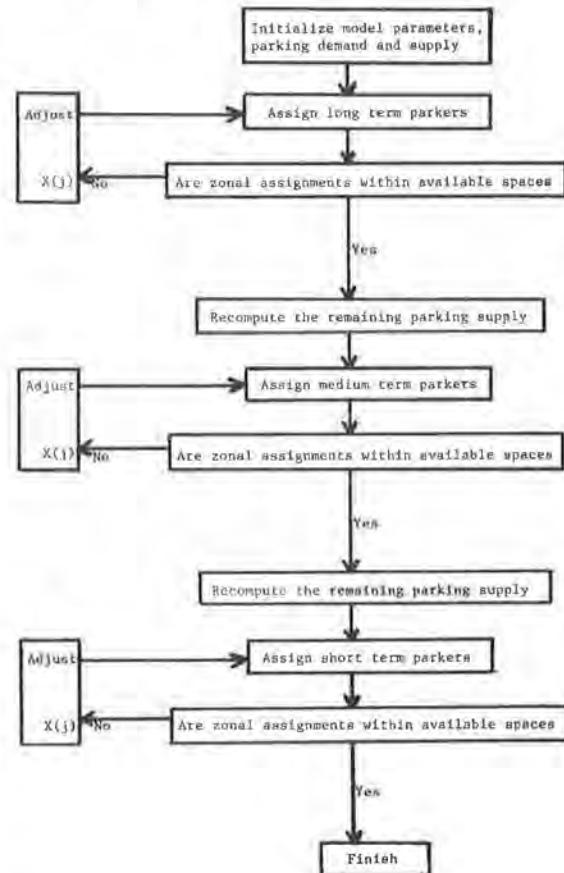 Initialize model parameters,
parking demand and supply
Adjust
Assign long term parkers
X(j)
No
Are zonal assignments within available spaces
Yes
Recompute the remaining parking supply
Adjust
Assign medium term parkers
X(j)
No
Are zonal assignments within available spaces
Yes
Recompute the remaining parking supply
Adjust
Assign short term parkers
X(j)
No
Are zonal assignments within available spaces
Yes
Finish